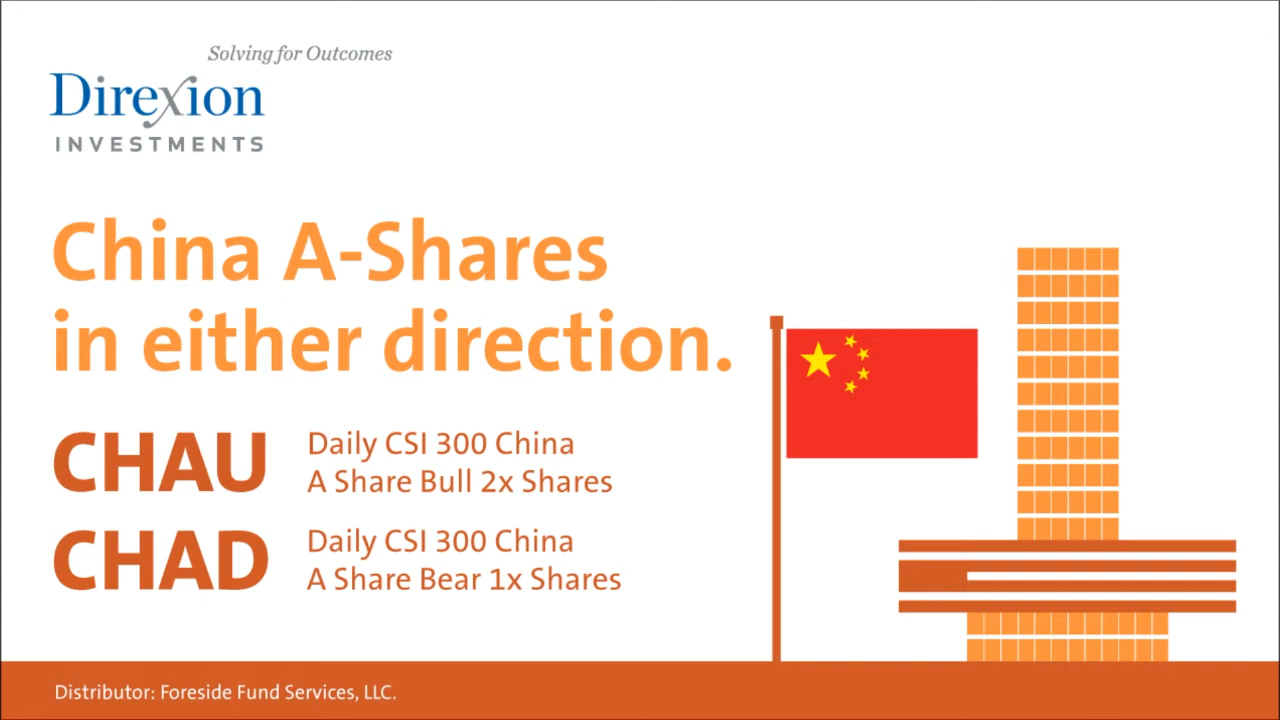 Solving for Outcomes
Direxion
INVESTMENTS
China A-Shares
in either direction.
CHAU
Daily CSI 300 China
A Share Bull 2x Shares
CHAD
Daily CSI 300 China
A Share Bear 1x Shares
Distributor: Foreside Fund Services, LLC.